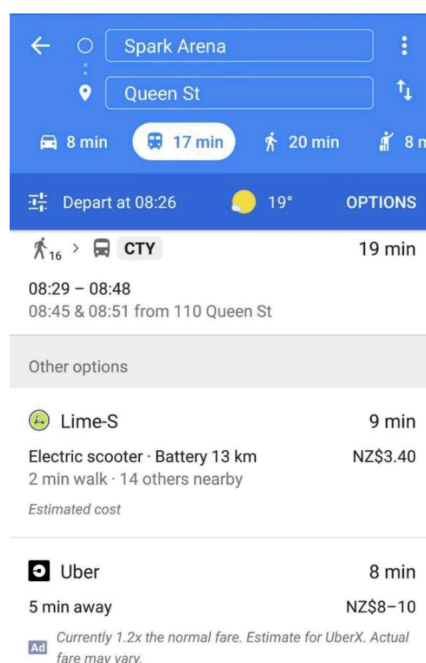 Spark Arena
Queen St
8 min 17 min 20 min 8 n
Depart at 08:26 19° OPTIONS
16 > CTY 19 min
08:29 – 08:48
08:45 & 08:51 from 110 Queen St
Other options
Lime-S 9 min
Electric scooter · Battery 13 km NZ$3.40
2 min walk · 14 others nearby
Estimated cost
Uber 8 min
5 min away NZ$8–10
Currently 1.2x the normal fare. Estimate for UberX. Actual
Ad fare may vary.